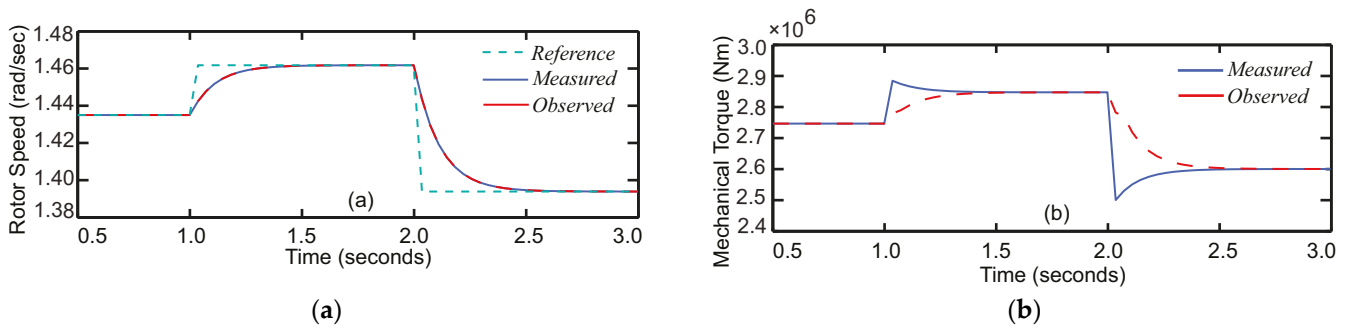 1.48
1.46
1.44
1.42
1.40
1.38
Rotor Speed (rad/sec)
Reference
Measured
Observed
(a)
0.5 1.0 1.5 2.0 2.5 3.0
Time (seconds)
(a)
×10⁶
3.0
2.9
2.8
2.7
2.6
2.5
2.4
Mechanical Torque (Nm)
Measured
Observed
(b)
0.5 1.0 1.5 2.0 2.5 3.0
Time (seconds)
(b)